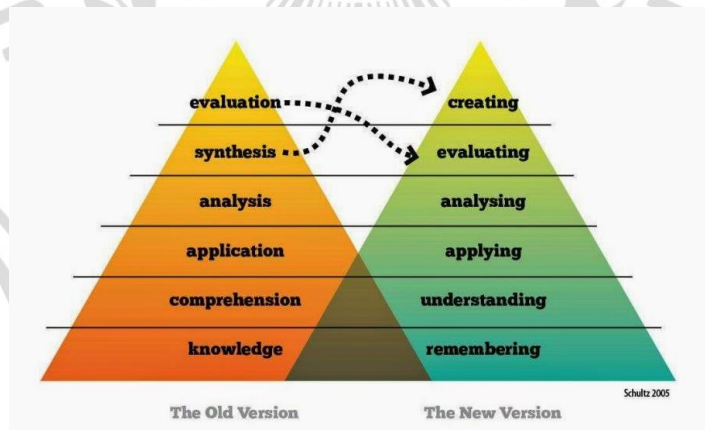 evaluation creating
synthesis evaluating
analysis analysing
application applying
comprehension understanding
knowledge remembering
Schultz 2005
The Old Version The New Version